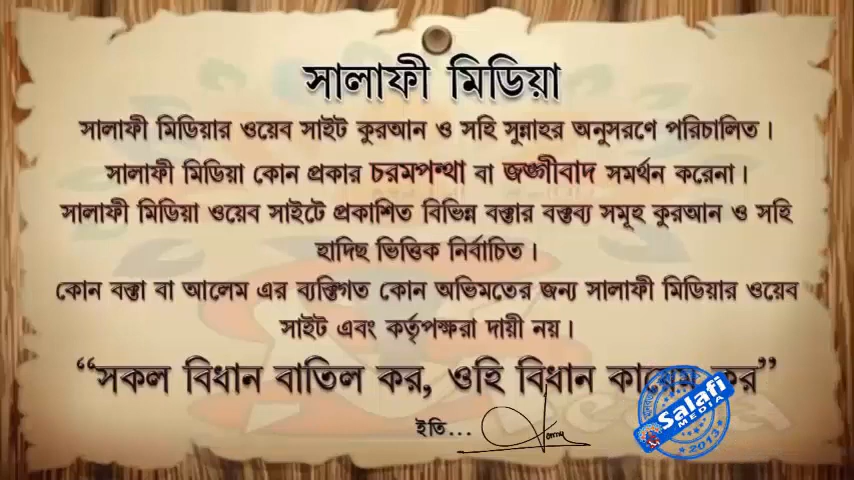 সালাফী মিডিয়া
সালাফী মিডিয়ার ওয়েব সাইট কুরআন ও সহি সুন্নাহর অনুসরণে পরিচালিত।
সালাফী মিডিয়া কোন প্রকার চরমপন্থা বা জঙ্গীবাদ সমর্থন করেনা।
সালাফী মিডিয়া ওয়েব সাইটে প্রকাশিত বিভিন্ন বক্তার বক্তব্য সমূহ কুরআন ও সহি
হাদিছ ভিত্তিক নির্বাচিত।
কোন বক্তা বা আলেম এর ব্যক্তিগত কোন অভিমতের জন্য সালাফী মিডিয়ার ওয়েব
সাইট এবং কর্তৃপক্ষরা দায়ী নয়।
“সকল বিধান বাতিল কর, ওহি বিধান কায়েম কর”
ইতি...
Salafi
MEDIA
2013